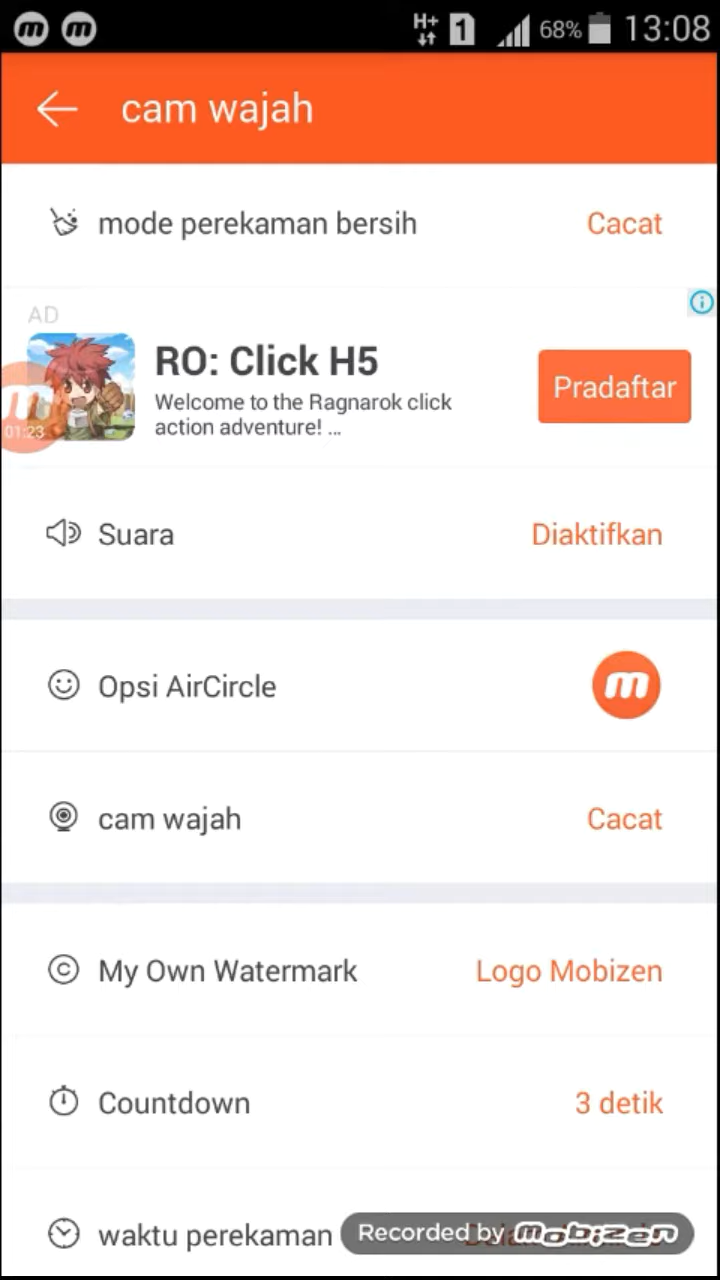 H+ 1 68% 13:08
cam wajah
mode perekaman bersih Cacat
AD
RO: Click H5
Welcome to the Ragnarok click
action adventure! ...
Pradaftar
01:23
Suara Diaktifkan
Opsi AirCircle m
cam wajah Cacat
My Own Watermark Logo Mobizen
Countdown 3 detik
waktu perekaman
Recorded by mobizen